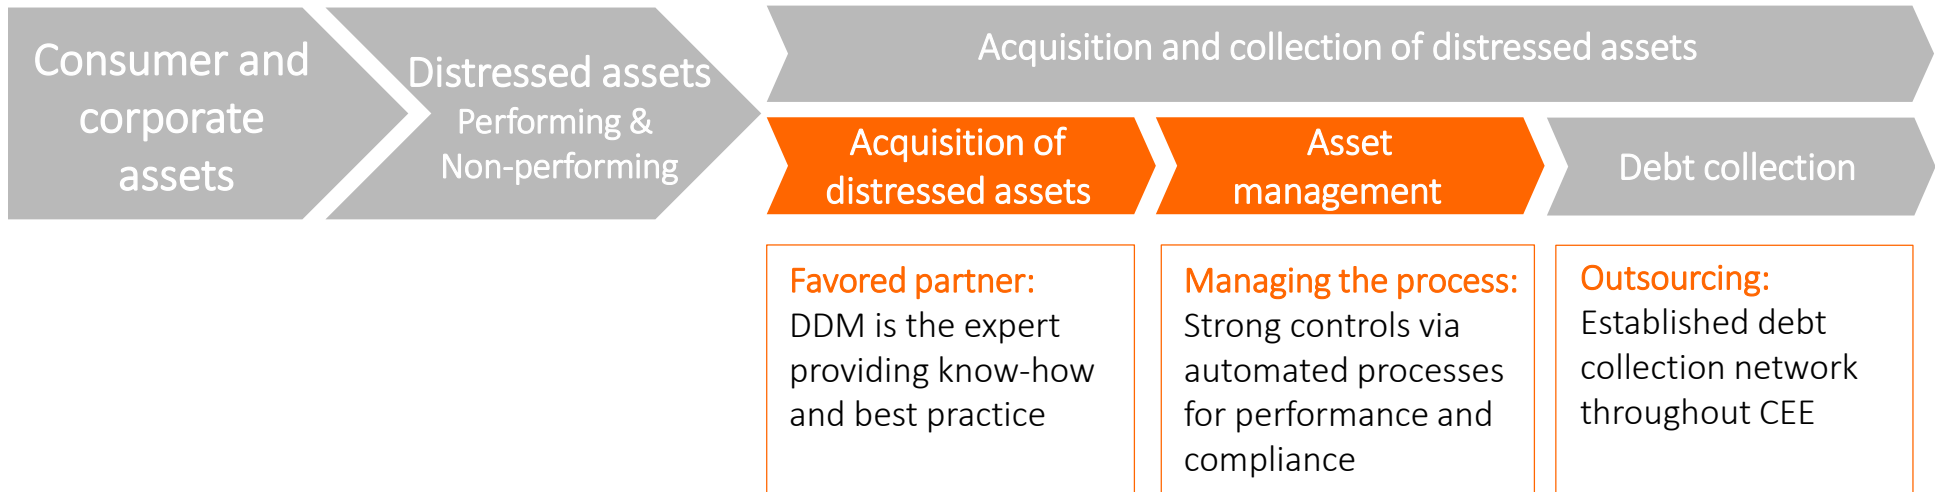 Consumer and
corporate
assets
Distressed assets
Performing &
Non-performing
Acquisition and collection of distressed assets
Acquisition of
distressed assets
Asset
management
Debt collection
Favored partner:
DDM is the expert
providing know-how
and best practice
Managing the process:
Strong controls via
automated processes
for performance and
compliance
Outsourcing:
Established debt
collection network
throughout CEE